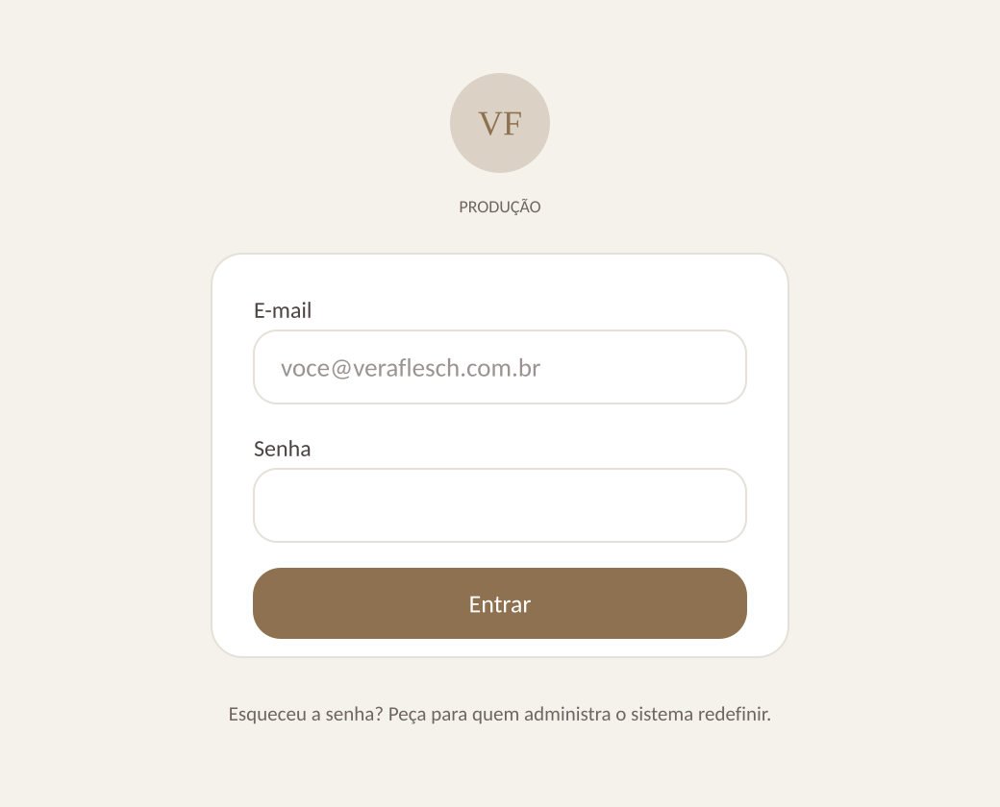 VF
PRODUÇÃO
E-mail
voce@veraflesch.com.br
Senha
Entrar
Esqueceu a senha? Peça para quem administra o sistema redefinir.